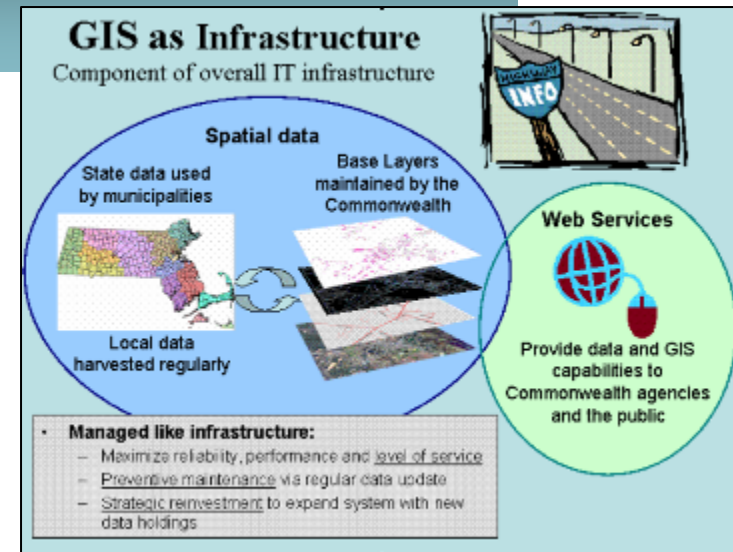 GIS as Infrastructure
Component of overall IT infrastructure
HIGHWAY
INFO
Spatial data
State data used
by municipalities
Base Layers
maintained by the
Commonwealth
Local data
harvested regularly
Web Services
Provide data and GIS
capabilities to
Commonwealth agencies
and the public
• Managed like infrastructure:
– Maximize reliability, performance and level of service
– Preventive maintenance via regular data update
– Strategic reinvestment to expand system with new
data holdings